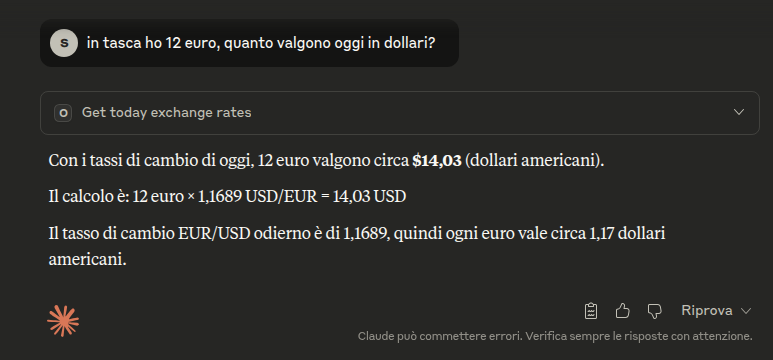 S in tasca ho 12 euro, quanto valgono oggi in dollari?
Get today exchange rates
Con i tassi di cambio di oggi, 12 euro valgono circa $14,03 (dollari americani).
Il calcolo è: 12 euro × 1,1689 USD/EUR = 14,03 USD
Il tasso di cambio EUR/USD odierno è di 1,1689, quindi ogni euro vale circa 1,17 dollari
americani.
Riprova
Claude può commettere errori. Verifica sempre le risposte con attenzione.